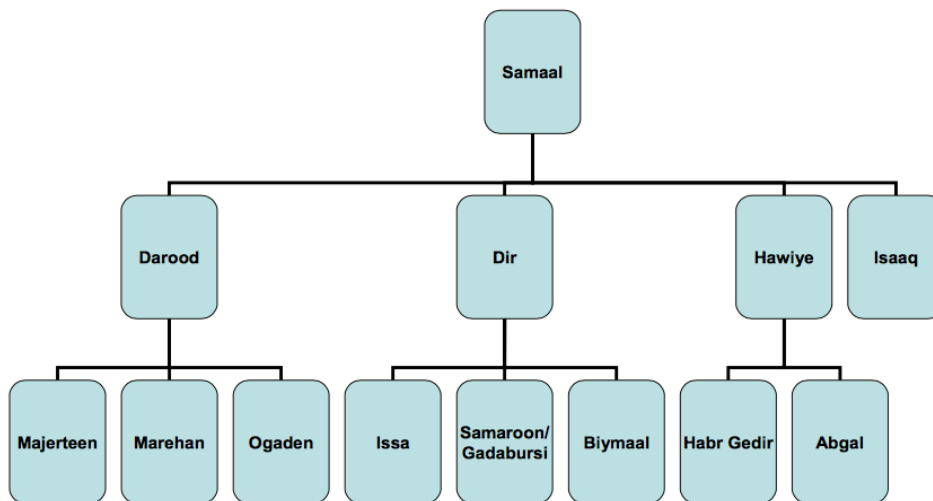 Samaal
Darood
Dir
Hawiye
Isaaq
Majerteen
Marehan
Ogaden
Issa
Samaroon/
Gadabursi
Biymaal
Habr Gedir
Abgal